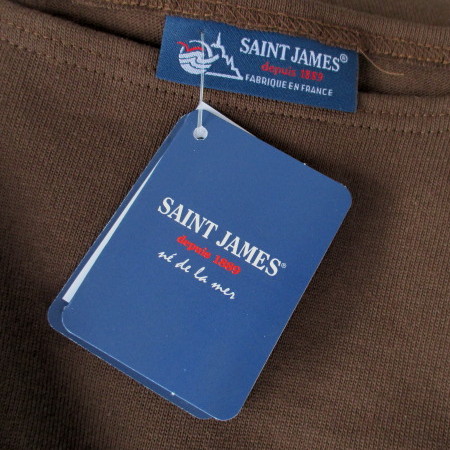 SAINT JAMES®
depuis 1889
FABRIQUE EN FRANCE
SAINT JAMES®
depuis 1889
né de la mer